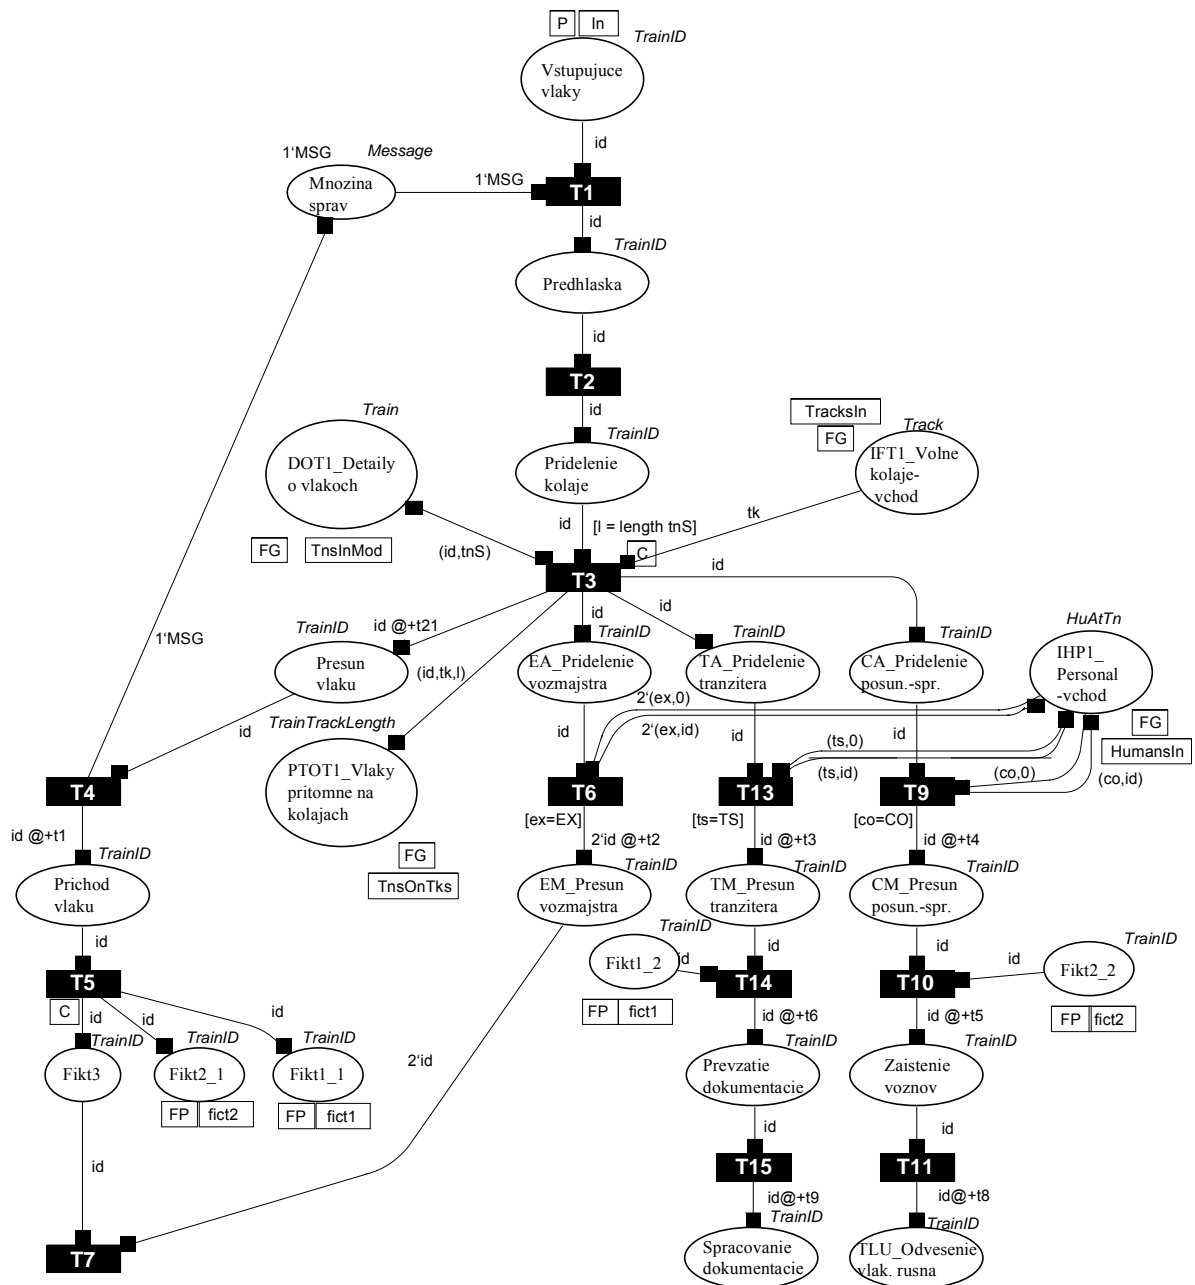 P In
TrainID
Vstupujuce
vlaky
id
1‘MSG
Message
Mnozina
sprav
1‘MSG
T1
id
TrainID
Predhlaska
id
T2
id
TrainID
Pridelenie
kolaje
Train
DOT1_Detaily
o vlakoch
FG TnsInMod
(id,tnS)
id
[l = length tnS]
C
TracksIn
FG
Track
IFT1_Volne
kolaje-
vchod
tk
T3
id
1‘MSG
TrainID
Presun
vlaku
id @+t21
(id,tk,l)
id
id
TrainID
EA_Pridelenie
vozmajstra
id
TrainID
TA_Pridelenie
tranzitera
TrainID
CA_Pridelenie
posun.-spr.
HuAtTn
IHP1_
Personal
-vchod
FG
HumansIn
TrainTrackLength
PTOT1_Vlaky
pritomne na
kolajach
FG
TnsOnTks
2‘(ex,0)
2‘(ex,id)
id
id
id
(ts,0)
(ts,id)
(co,0)
(co,id)
T4
T6
T13
T9
[ex=EX]
[ts=TS]
[co=CO]
id @+t1
2‘id @+t2
id @+t3
id @+t4
TrainID
Prichod
vlaku
TrainID
EM_Presun
vozmajstra
TrainID
TM_Presun
tranzitera
TrainID
CM_Presun
posun.-spr.
id
TrainID
Fikt1_2
id
FP fict1
id
id
id
TrainID
Fikt2_2
FP fict2
T5
T14
T10
C
id
id
id
id @+t6
id @+t5
TrainID
Fikt3
TrainID
Fikt2_1
FP fict2
TrainID
Fikt1_1
FP fict1
2‘id
TrainID
Prevzatie
dokumentacie
TrainID
Zaistenie
voznov
id
id
id
T15
T11
id@+t9
id@+t8
T7
TrainID
Spracovanie
dokumentacie
TrainID
TLU_Odvesenie
vlak. rusna